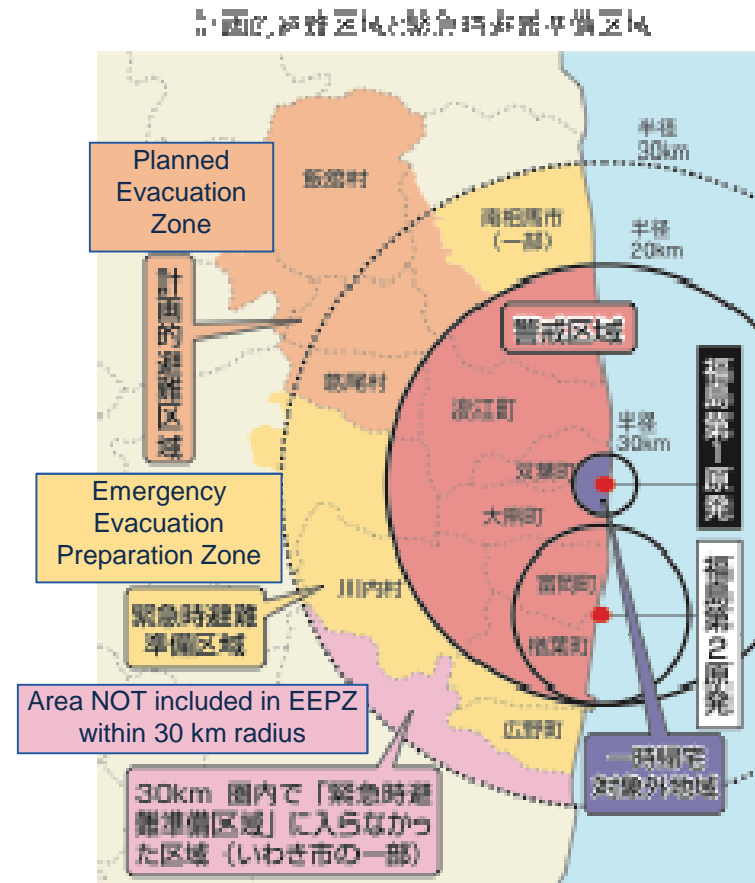 計画的避難区域と緊急時避難準備区域
半径
30km
Planned
Evacuation
Zone
飯舘村
南相馬市
(一部)
半径
20km
計画的避難区域
警戒区域
葛尾村
浪江町
半径
30km
福島第1原発
双葉町
Emergency
Evacuation
Preparation Zone
大熊町
川内村
富岡町
福島第2原発
緊急時避難
準備区域
楢葉町
Area NOT included in EEPZ
within 30 km radius
広野町
一時帰宅
対象外地域
30km 圏内で「緊急時避
難準備区域」に入らなかっ
た区域(いわき市の一部)